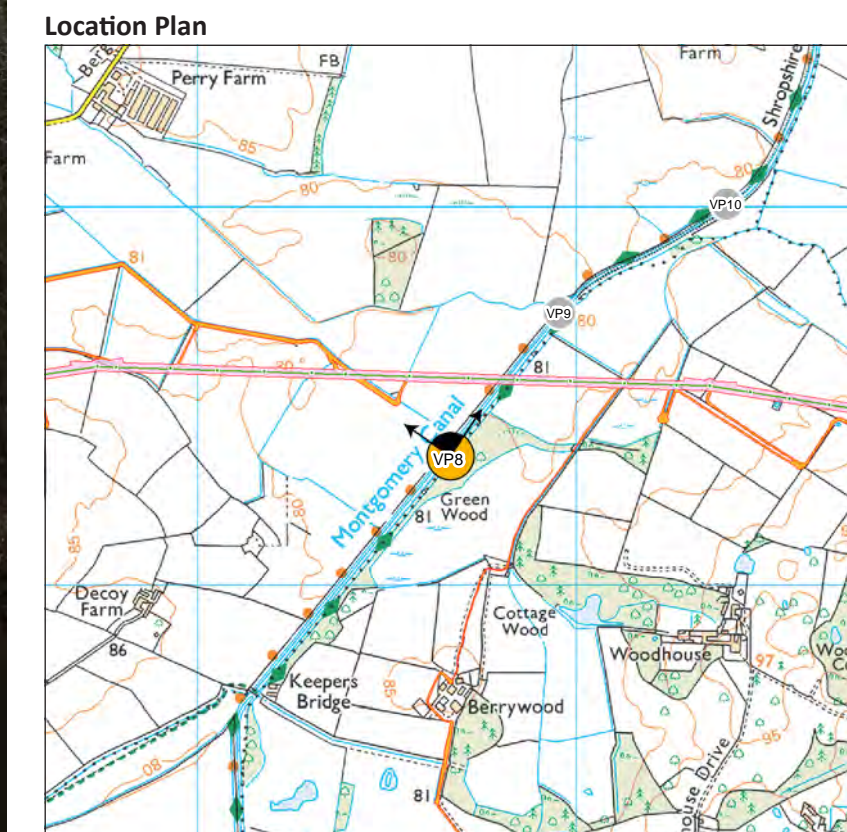 Location Plan
FB
Farm
Perry Farm
Shropshire
85
Farm
80
80
VP10
80
81
VP9
80
81
Montgomery Canal
VP8
Green
Wood
81
80
85
Decoy
Farm
86
Cottage
Wood
Woodhouse
97
Keepers
Bridge
85
Berrywood
95
80
81